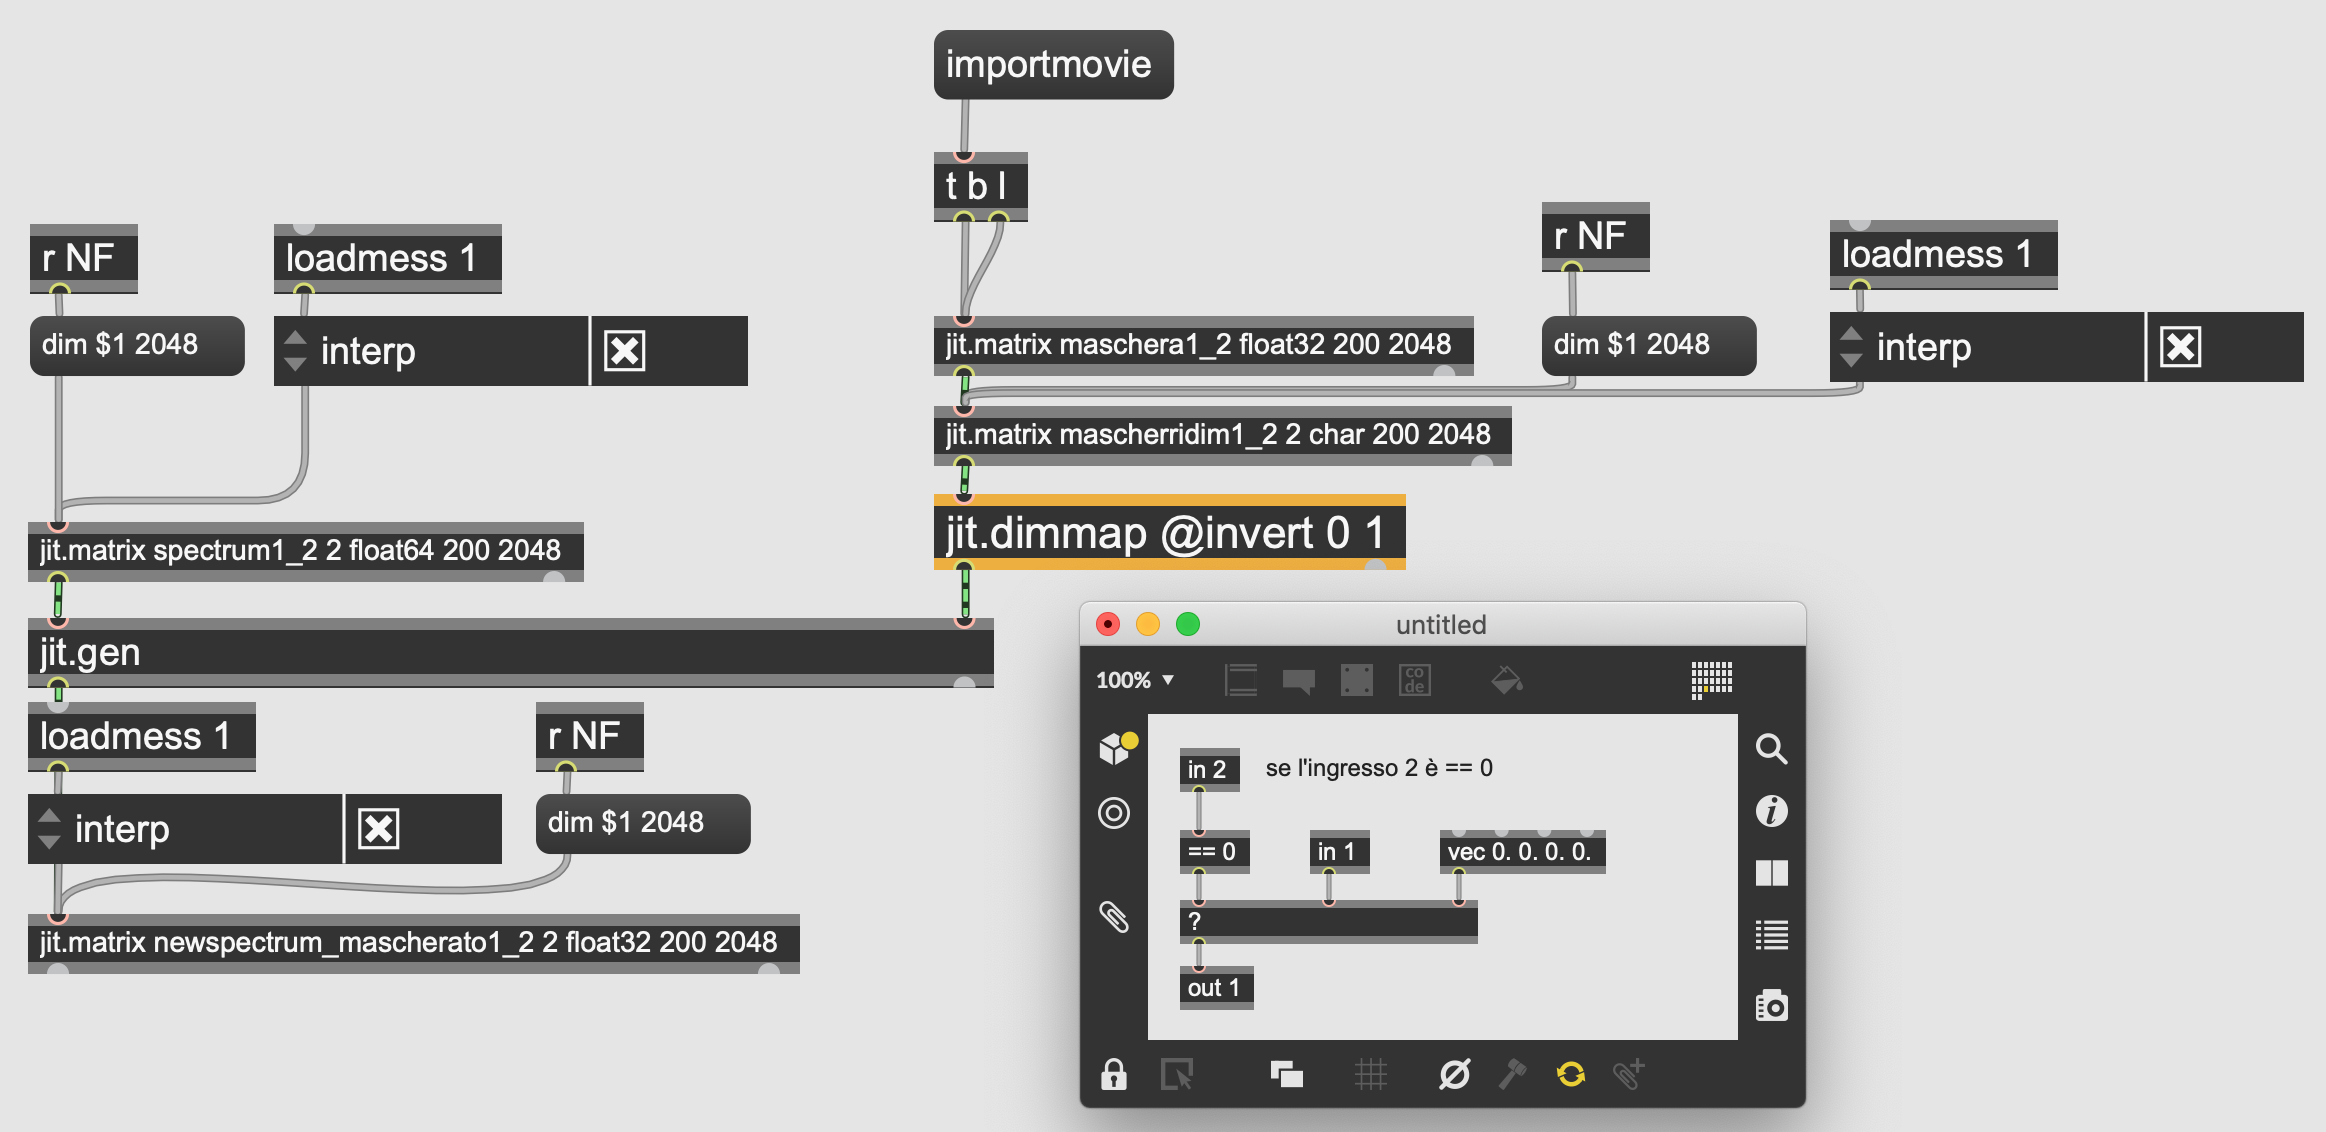 importmovie
t b l
r NF
loadmess 1
r NF
loadmess 1
dim $1 2048
interp
jit.matrix maschera1_2 float32 200 2048
dim $1 2048
interp
jit.matrix mascherridim1_2 2 char 200 2048
jit.dimmap @invert 0 1
jit.matrix spectrum1_2 2 float64 200 2048
jit.gen
loadmess 1
r NF
interp
dim $1 2048
jit.matrix newspectrum_mascherato1_2 2 float32 200 2048
untitled
100%
co
de
in 2
se l'ingresso 2 è == 0
== 0
in 1
vec 0. 0. 0. 0.
?
out 1